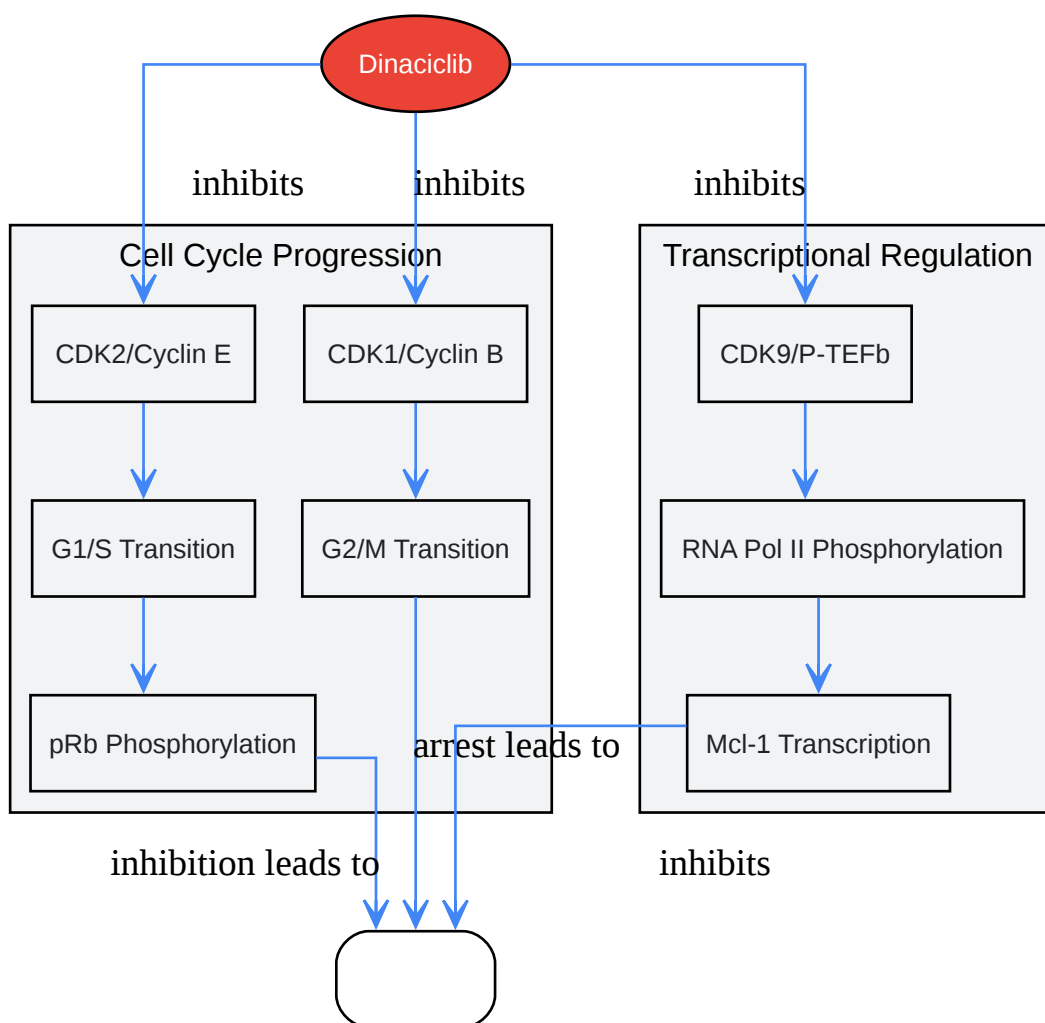 Dinaciclib
inhibits
inhibits
inhibits
Cell Cycle Progression
Transcriptional Regulation
CDK2/Cyclin E
CDK1/Cyclin B
CDK9/P-TEFb
G1/S Transition
G2/M Transition
RNA Pol II Phosphorylation
pRb Phosphorylation
arrest leads to
Mcl-1 Transcription
inhibition leads to
inhibits